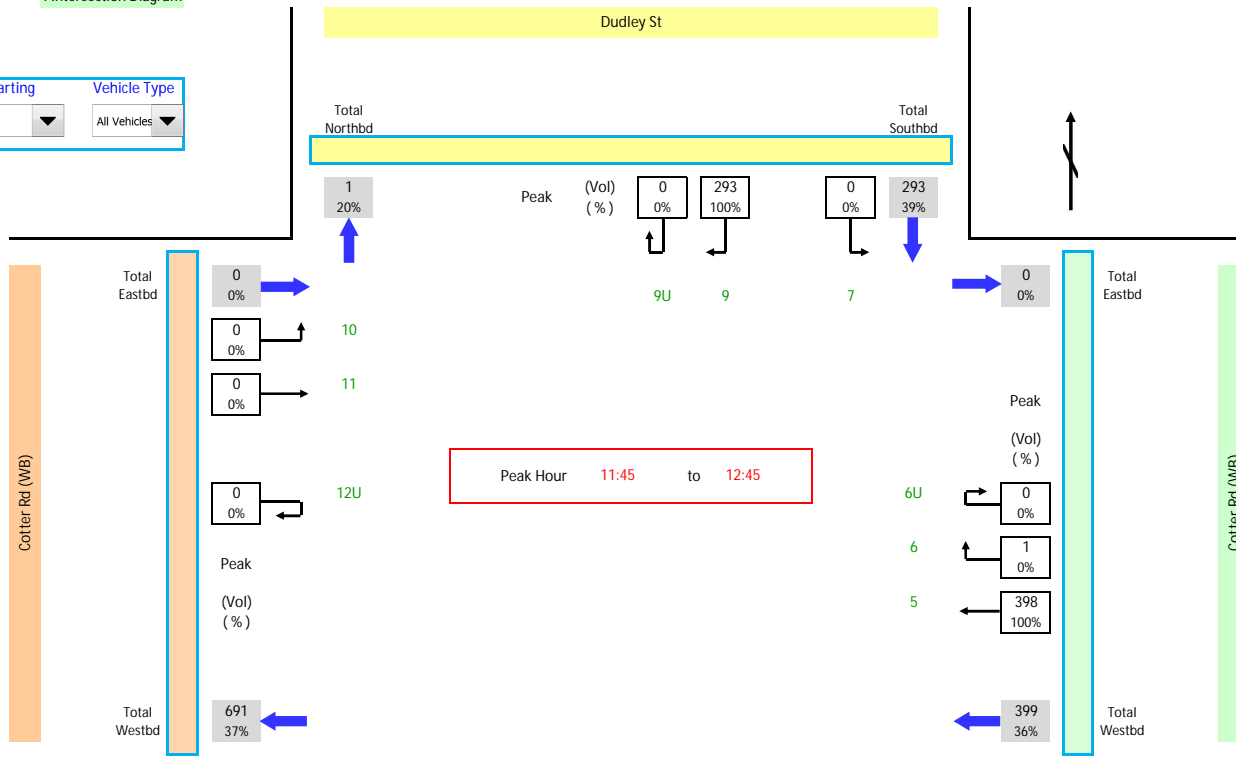 Intersection Diagram
Dudley St
arting
Vehicle Type
All Vehicles
Total
Northbd
Total
Southbd
1
20%
Peak
(Vol)
( % )
0
0%
293
100%
0
0%
293
39%
9U
9
7
Total
Eastbd
0
0%
0
0%
Total
Eastbd
0
0%
10
0
0%
11
Peak
(Vol)
( % )
Cotter Rd (WB)
Peak Hour 11:45 to 12:45
0
0%
12U
6U
0
0%
Cotter Rd (WB)
6
1
0%
Peak
(Vol)
( % )
5
398
100%
Total
Westbd
691
37%
399
36%
Total
Westbd